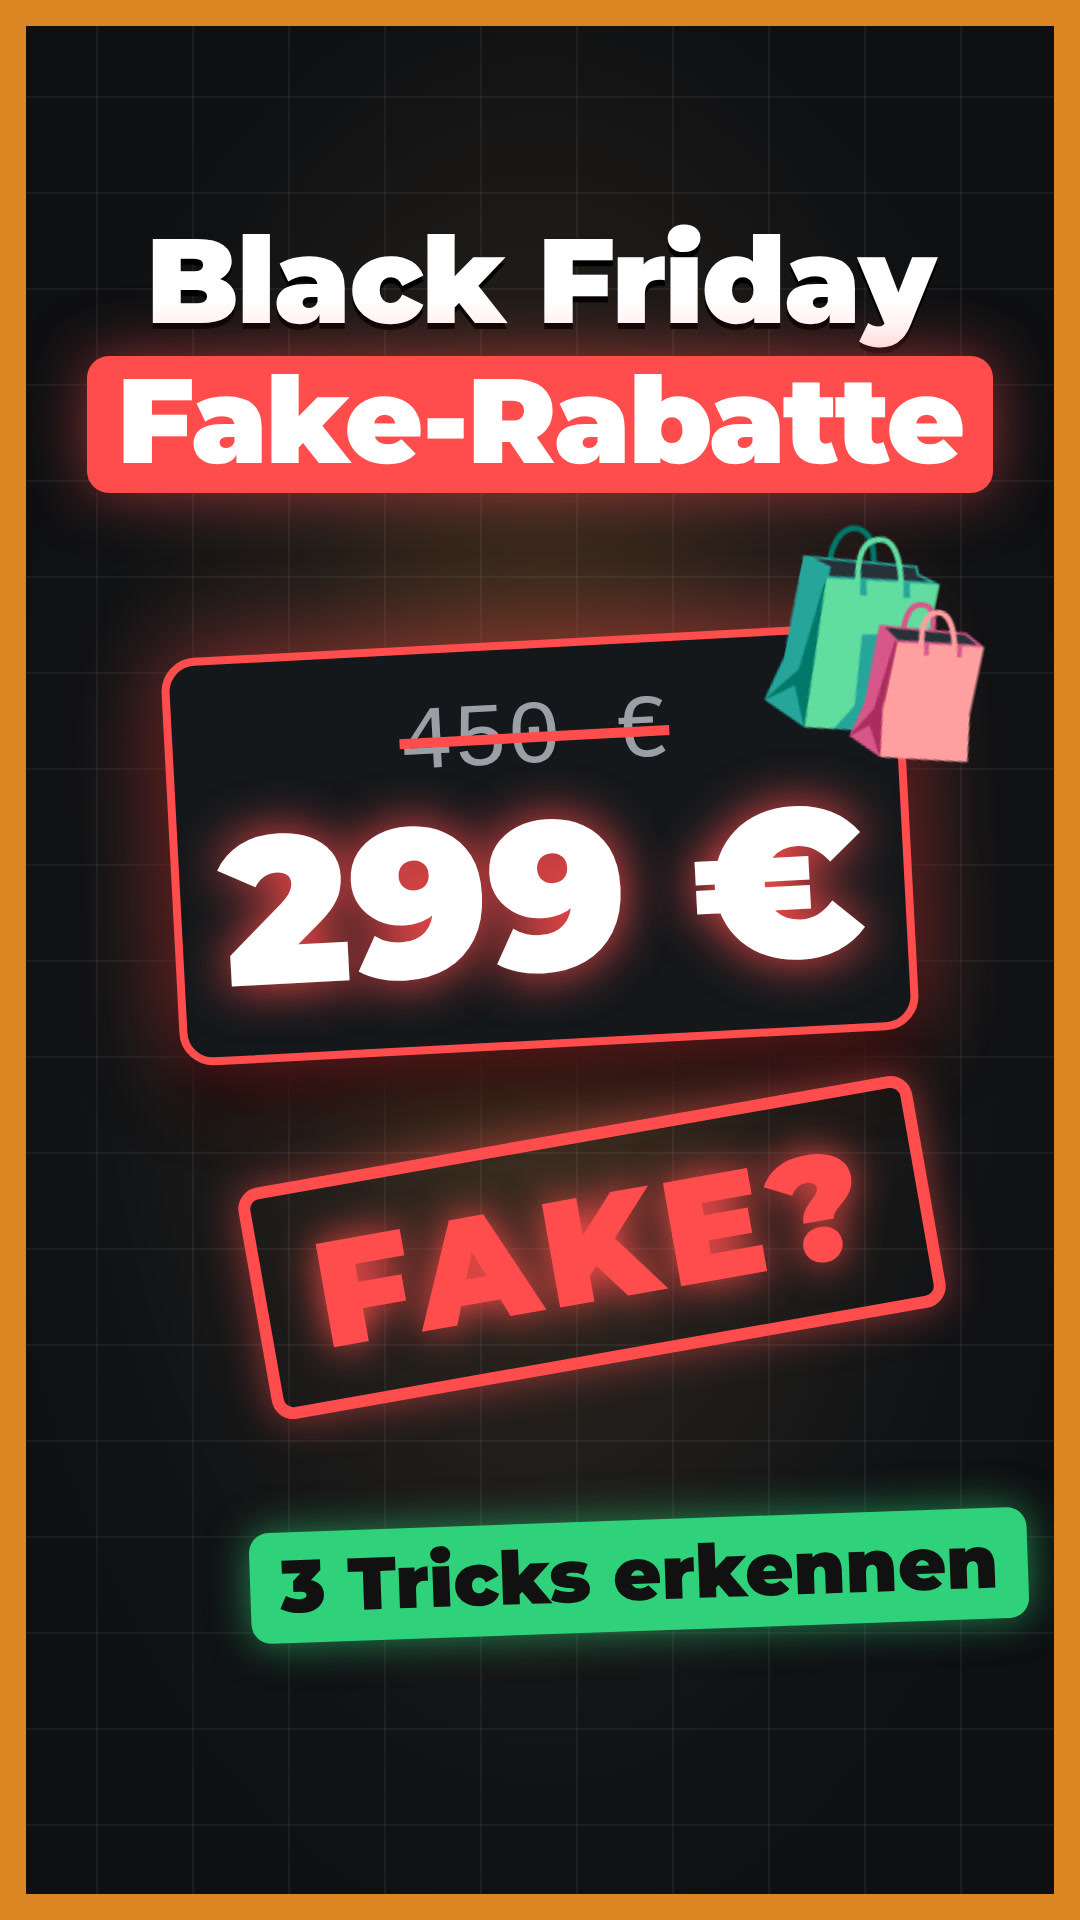 Black Friday
Fake-Rabatte
450 €
299 €
FAKE?
3 Tricks erkennen